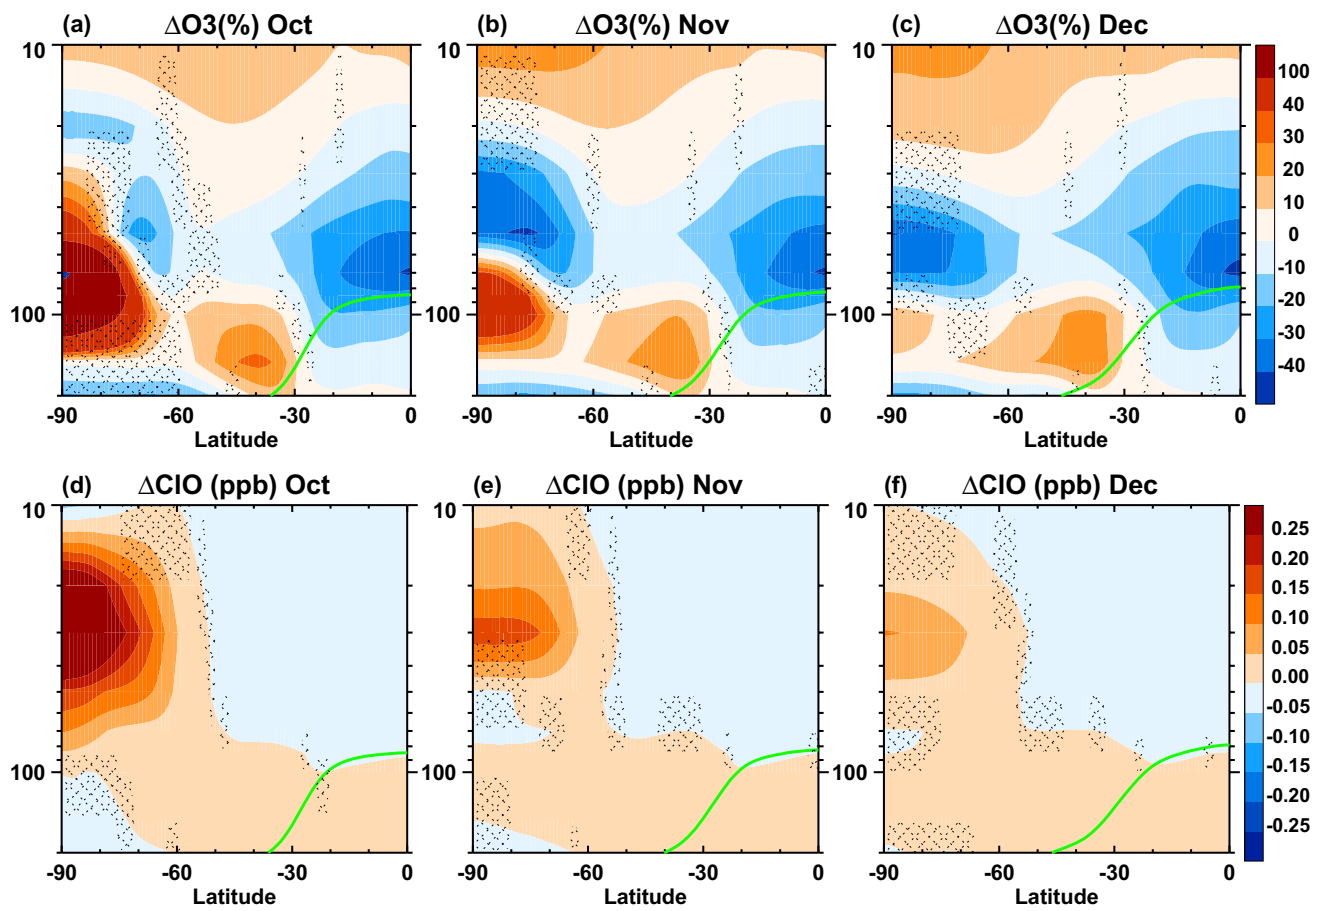 (a) ΔO3(%) Oct
(b) ΔO3(%) Nov
(c) ΔO3(%) Dec
10
10
10
100
100
100
-90 -60 -30 0
-90 -60 -30 0
-90 -60 -30 0
Latitude
Latitude
Latitude
100
40
30
20
10
0
-10
-20
-30
-40
(d) ΔClO (ppb) Oct
(e) ΔClO (ppb) Nov
(f) ΔClO (ppb) Dec
10
10
10
100
100
100
-90 -60 -30 0
-90 -60 -30 0
-90 -60 -30 0
Latitude
Latitude
Latitude
0.25
0.20
0.15
0.10
0.05
0.00
-0.05
-0.10
-0.15
-0.20
-0.25